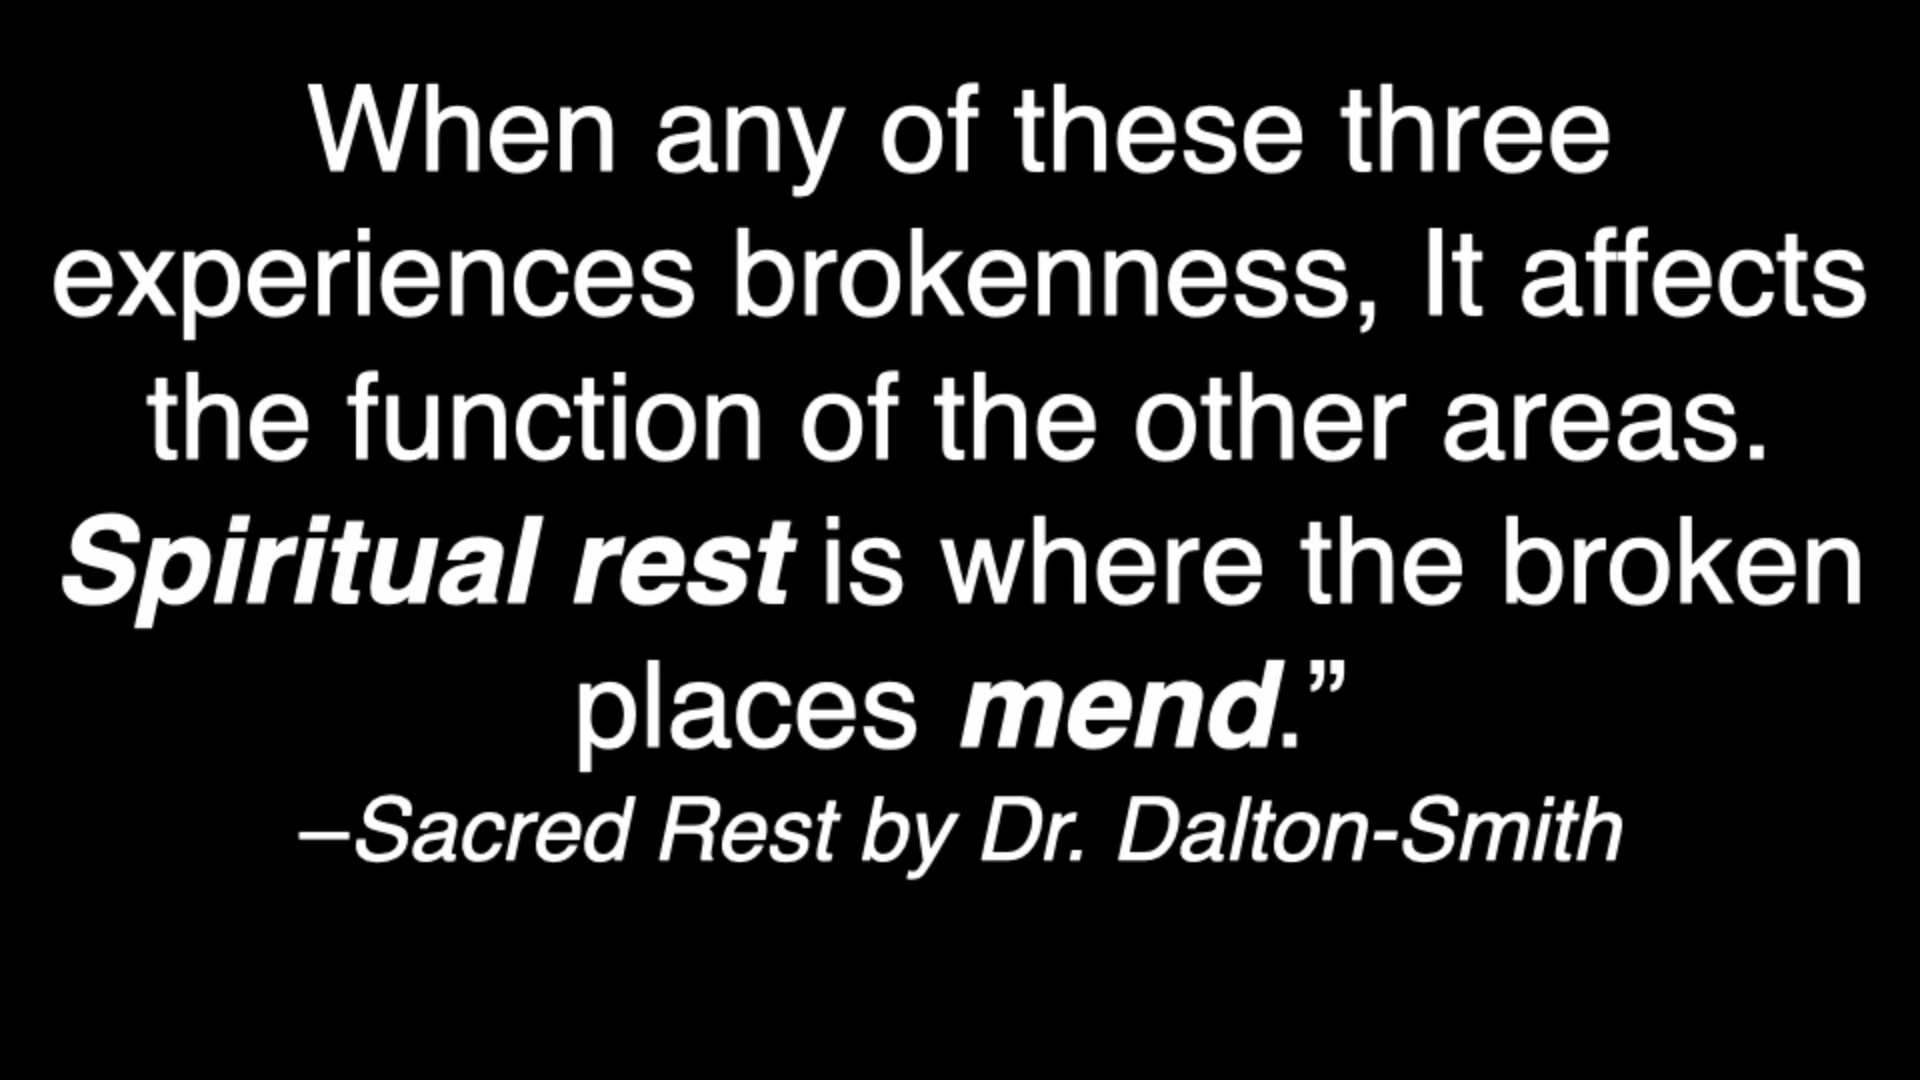 When any of these three
experiences brokenness, It affects
the function of the other areas.
Spiritual rest is where the broken
places mend.”
–Sacred Rest by Dr. Dalton-Smith